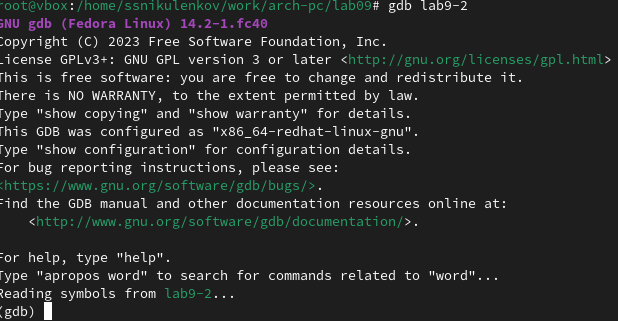 root@vbox:/home/ssnikulenkov/work/arch-pc/lab09# gdb lab9-2
GNU gdb (Fedora Linux) 14.2-1.fc40
Copyright (C) 2023 Free Software Foundation, Inc.
License GPLv3+: GNU GPL version 3 or later <http://gnu.org/licenses/gpl.html>
This is free software: you are free to change and redistribute it.
There is NO WARRANTY, to the extent permitted by law.
Type "show copying" and "show warranty" for details.
This GDB was configured as "x86_64-redhat-linux-gnu".
Type "show configuration" for configuration details.
For bug reporting instructions, please see:
<https://www.gnu.org/software/gdb/bugs/>.
Find the GDB manual and other documentation resources online at:
    <http://www.gnu.org/software/gdb/documentation/>.

For help, type "help".
Type "apropos word" to search for commands related to "word"...
Reading symbols from lab9-2...
(gdb)